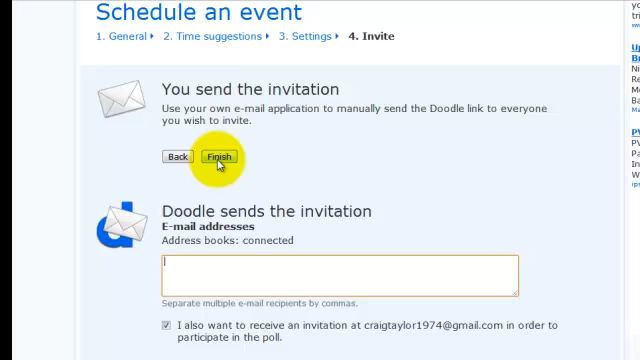 Schedule an event
1. General 2. Time suggestions 3. Settings 4. Invite
You send the invitation
Use your own e-mail application to manually send the Doodle link to everyone
you wish to invite.
Back Finish
Doodle sends the invitation
E-mail addresses
Address books: connected
Separate multiple e-mail recipients by commas.
I also want to receive an invitation at craigtaylor1974@gmail.com in order to
participate in the poll.